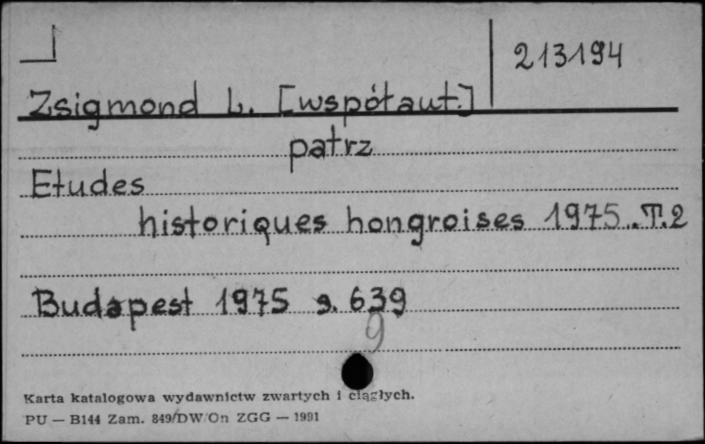 213194
Zsigmond L. [współaut.]
patrz
Etudes
historiques hongroises 1975. T.2
Budapest 1975 s. 639
9
Karta katalogowa wydawnictw zwartych i ciągłych.
PU — B144 Zam. 849/DW/On ZGG — 1991